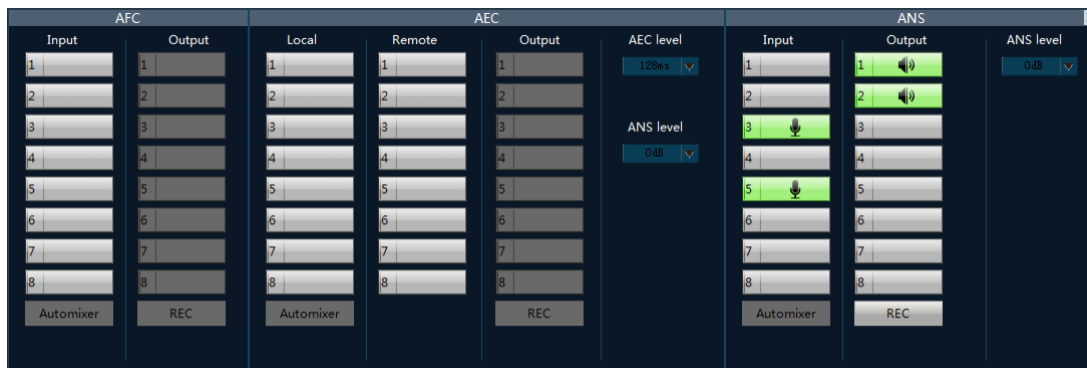 AFC AEC ANS
Input Output Local Remote Output AEC level Input Output ANS level
1 1 1 1 1 128ms 1 1 0dB
2 2 2 2 2 2 2
3 3 3 3 3 ANS level 3 3
4 4 4 4 4 0dB 4 4
5 5 5 5 5 5 5
6 6 6 6 6 6 6
7 7 7 7 7 7 7
8 8 8 8 8 8 8
Automixer REC Automixer REC Automixer REC